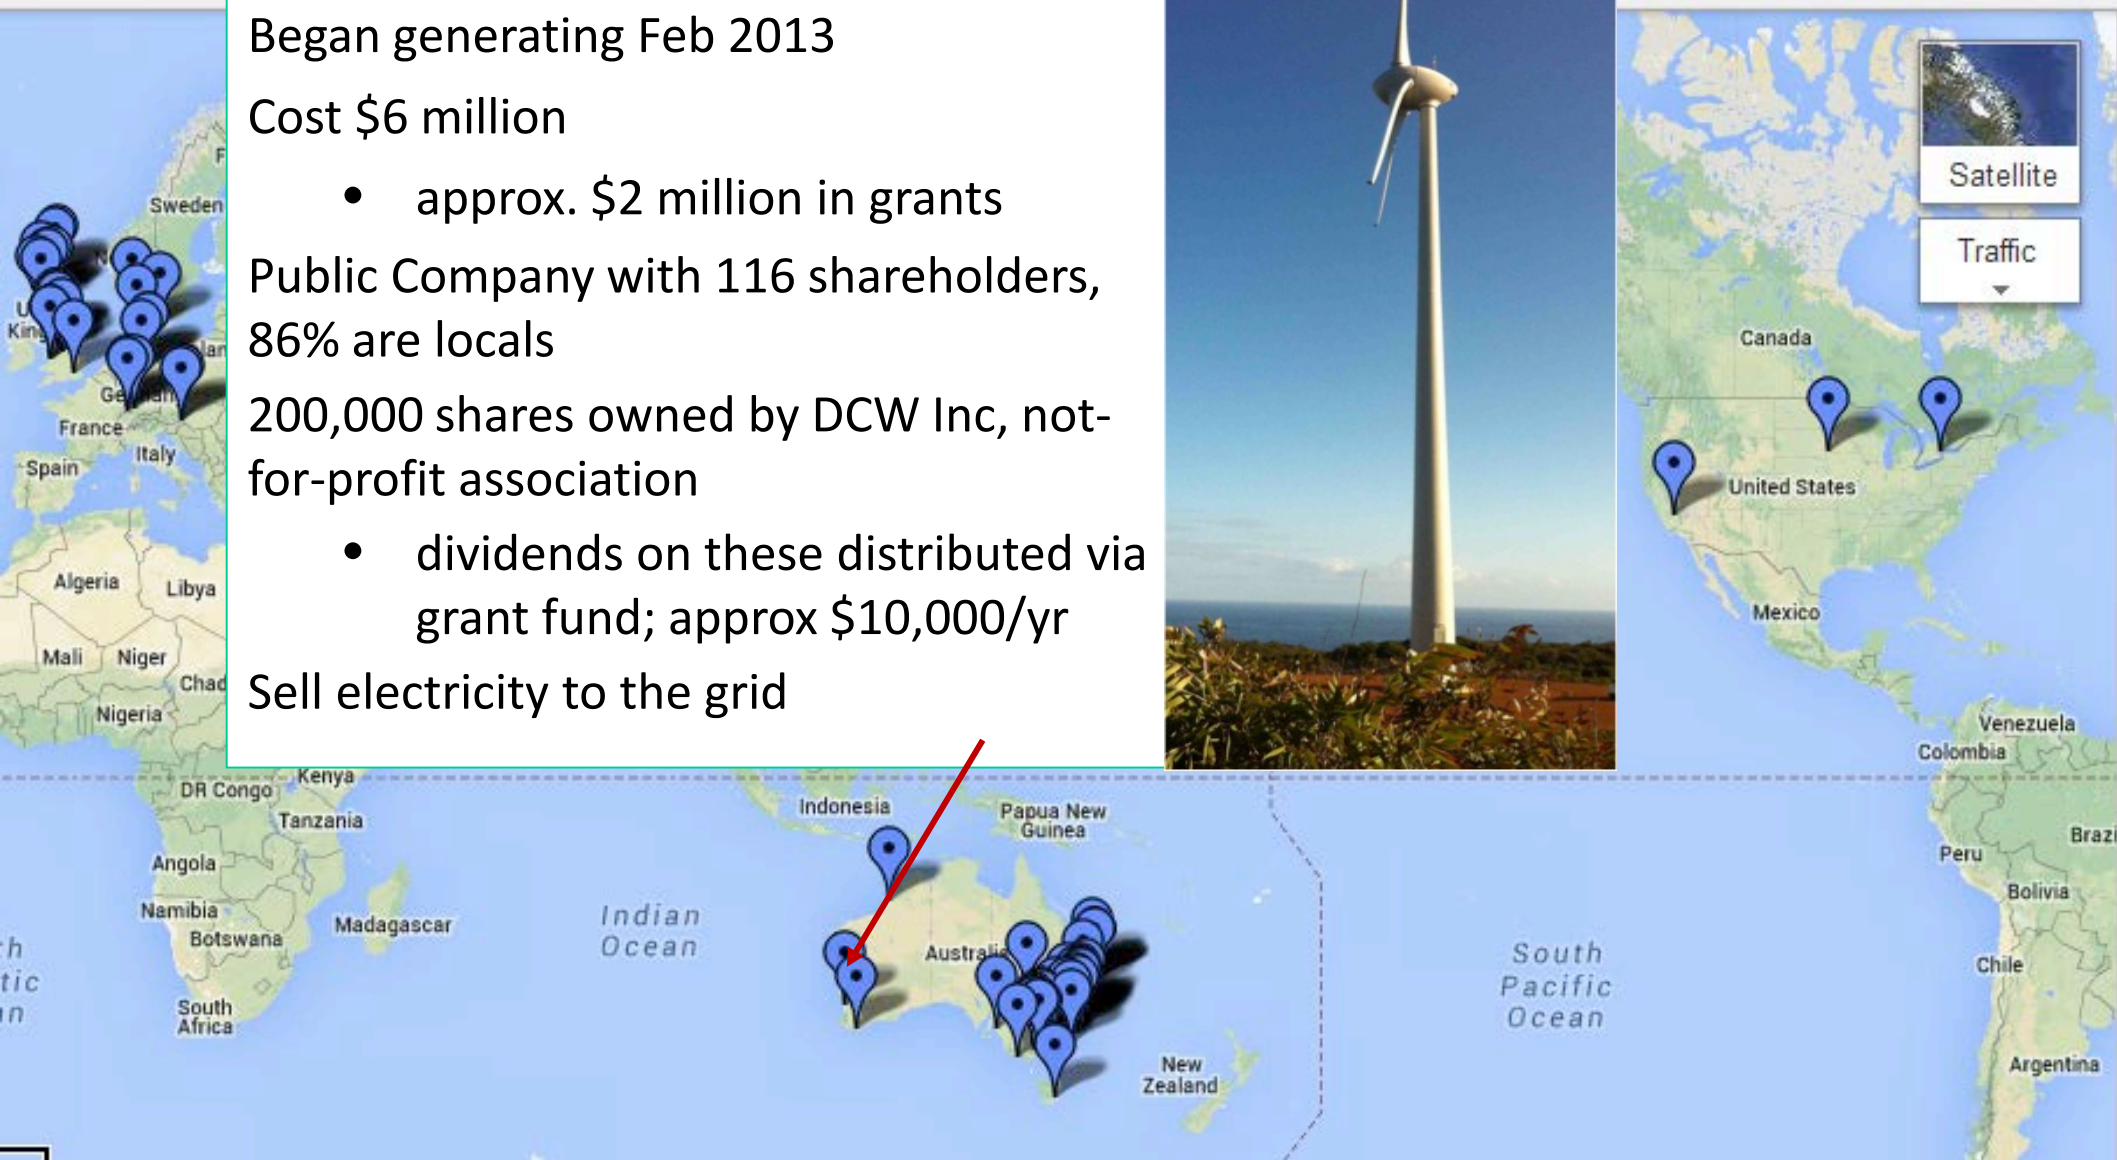 Began generating Feb 2013
Cost $6 million
• approx. $2 million in grants
Public Company with 116 shareholders,
86% are locals
200,000 shares owned by DCW Inc, not-
for-profit association
• dividends on these distributed via
grant fund; approx $10,000/yr
Sell electricity to the grid
Satellite
Traffic
Sweden
France
Italy
Spain
Algeria
Libya
Mali
Niger
Chad
Nigeria
Kenya
DR Congo
Tanzania
Angola
Namibia
Botswana
Madagascar
South
Africa
Indian
Ocean
Indonesia
Papua New
Guinea
New
Zealand
South
Pacific
Ocean
Canada
United States
Mexico
Venezuela
Colombia
Peru
Bolivia
Chile
Argentina